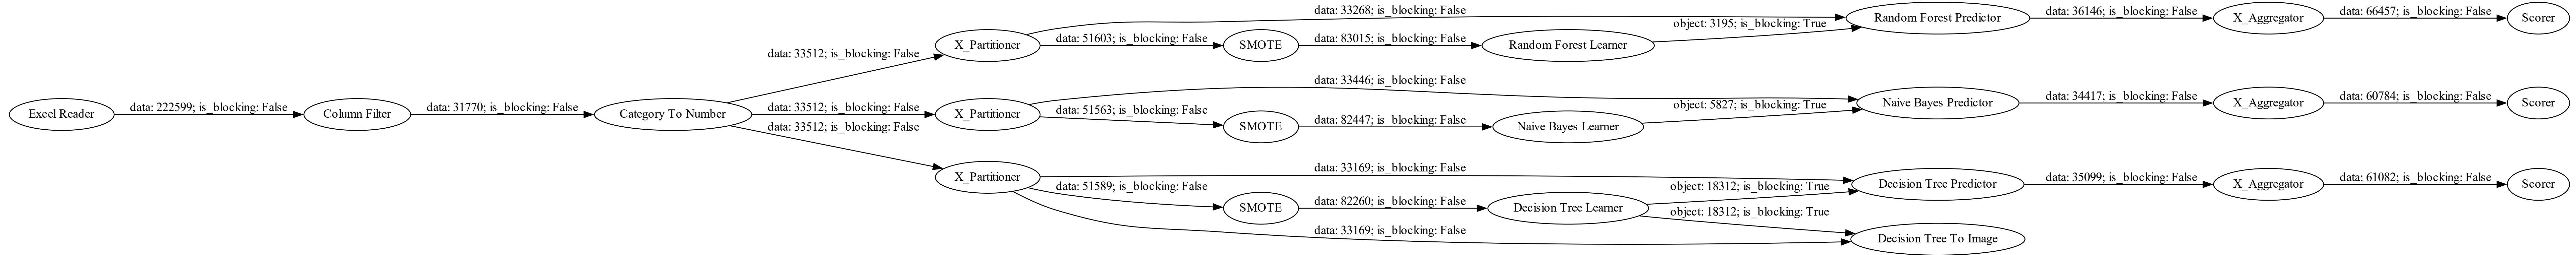 data: 33268; is_blocking: False
Random Forest Predictor
data: 36146; is_blocking: False
X_Aggregator
data: 66457; is_blocking: False
Scorer
object: 3195; is_blocking: True
data: 33512; is_blocking: False
X_Partitioner
data: 51603; is_blocking: False
SMOTE
data: 83015; is_blocking: False
Random Forest Learner
data: 33446; is_blocking: False
Excel Reader
data: 222599; is_blocking: False
Column Filter
data: 31770; is_blocking: False
Category To Number
data: 33512; is_blocking: False
X_Partitioner
data: 51563; is_blocking: False
SMOTE
data: 82447; is_blocking: False
Naive Bayes Learner
object: 5827; is_blocking: True
Naive Bayes Predictor
data: 34417; is_blocking: False
X_Aggregator
data: 60784; is_blocking: False
Scorer
data: 33512; is_blocking: False
X_Partitioner
data: 33169; is_blocking: False
data: 51589; is_blocking: False
SMOTE
data: 82260; is_blocking: False
Decision Tree Learner
object: 18312; is_blocking: True
Decision Tree Predictor
data: 35099; is_blocking: False
X_Aggregator
data: 61082; is_blocking: False
Scorer
object: 18312; is_blocking: True
data: 33169; is_blocking: False
Decision Tree To Image